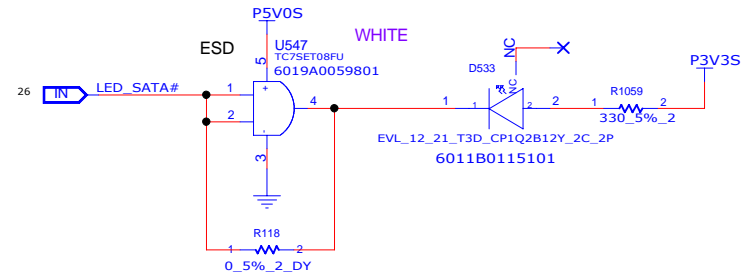 P5V0S
ESD
U547
WHITE
TC7SET08FU
6019A0059801
5
NC
D533
NC
P3V3S
26
IN
LED_SATA#
1
+
2
-
4
3
1
1
2
2
R1059
1
2
330_5%_2
EVL_12_21_T3D_CP1Q2B12Y_2C_2P
6011B0115101
R118
1
2
0_5%_2_DY